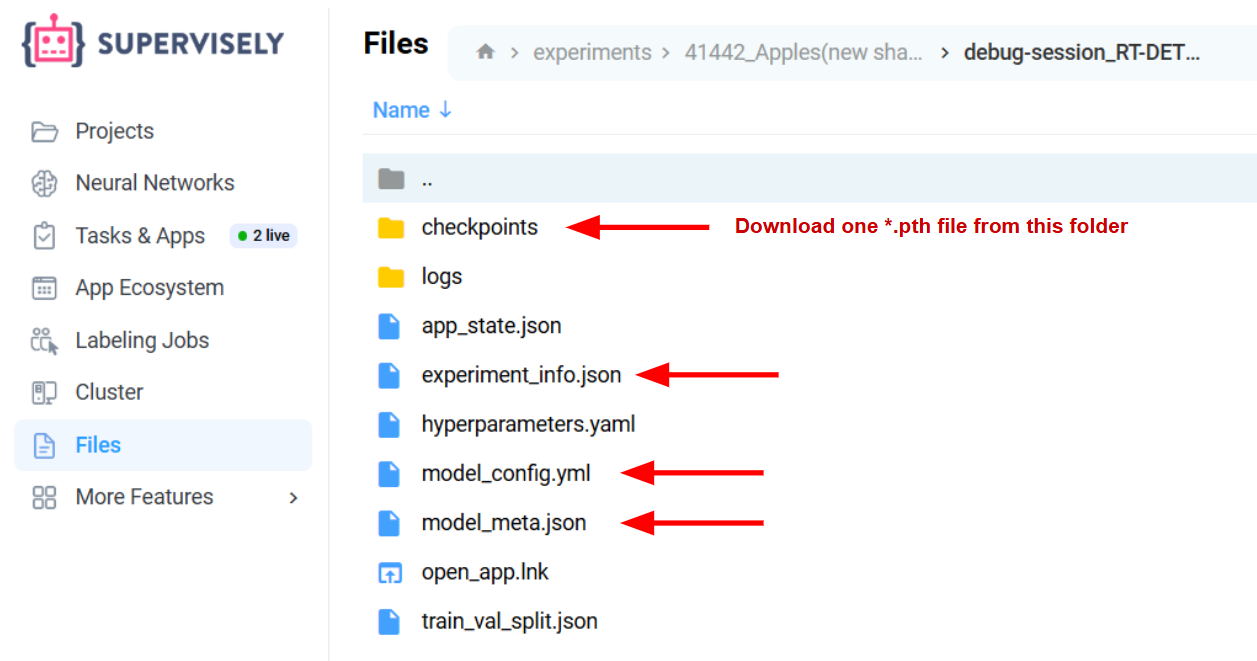 SUPERVISELY
Projects
Neural Networks
Tasks & Apps 2 live
App Ecosystem
Labeling Jobs
Cluster
Files
More Features
Files experiments > 41442_Apples(new sha... > debug-session_RT-DET...
Name ↓
..
checkpoints Download one *.pth file from this folder
logs
app_state.json
experiment_info.json
hyperparameters.yaml
model_config.yml
model_meta.json
open_app.lnk
train_val_split.json